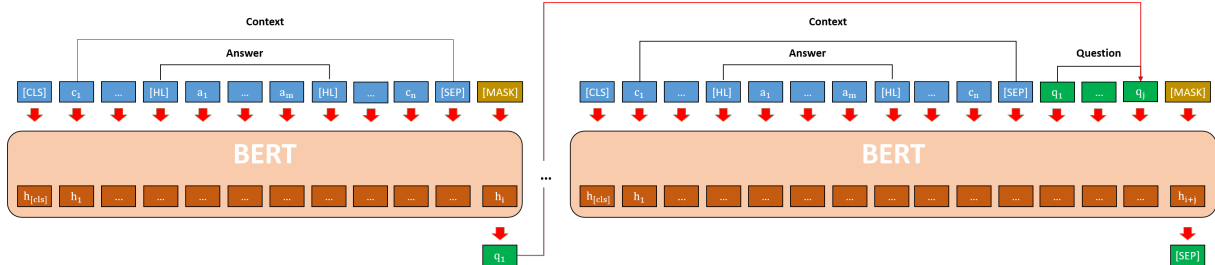 Context
Answer
[CLS] c1 ... [HL] a1 ... am [HL] ... cn [SEP] [MASK]
BERT
h[cls] h1 ... ... ... ... ... ... ... ... ... hi
q1
...
Context
Answer
Question
[CLS] c1 ... [HL] a1 ... am [HL] ... cn [SEP] q1 ... qj [MASK]
BERT
h[cls] h1 ... ... ... ... ... ... ... ... ... ... ... ... hi+j
[SEP]